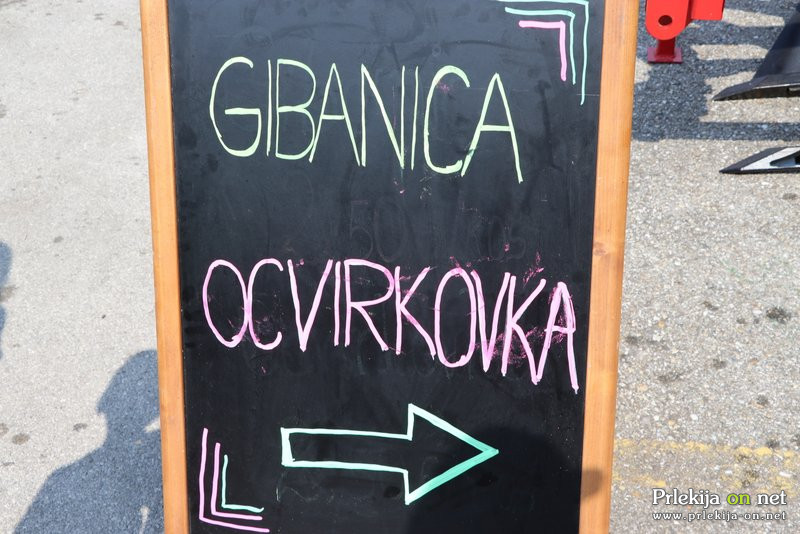 GIBANICA
OCVIRKOVKA
Prlekija on net
www.prlekija-on.net